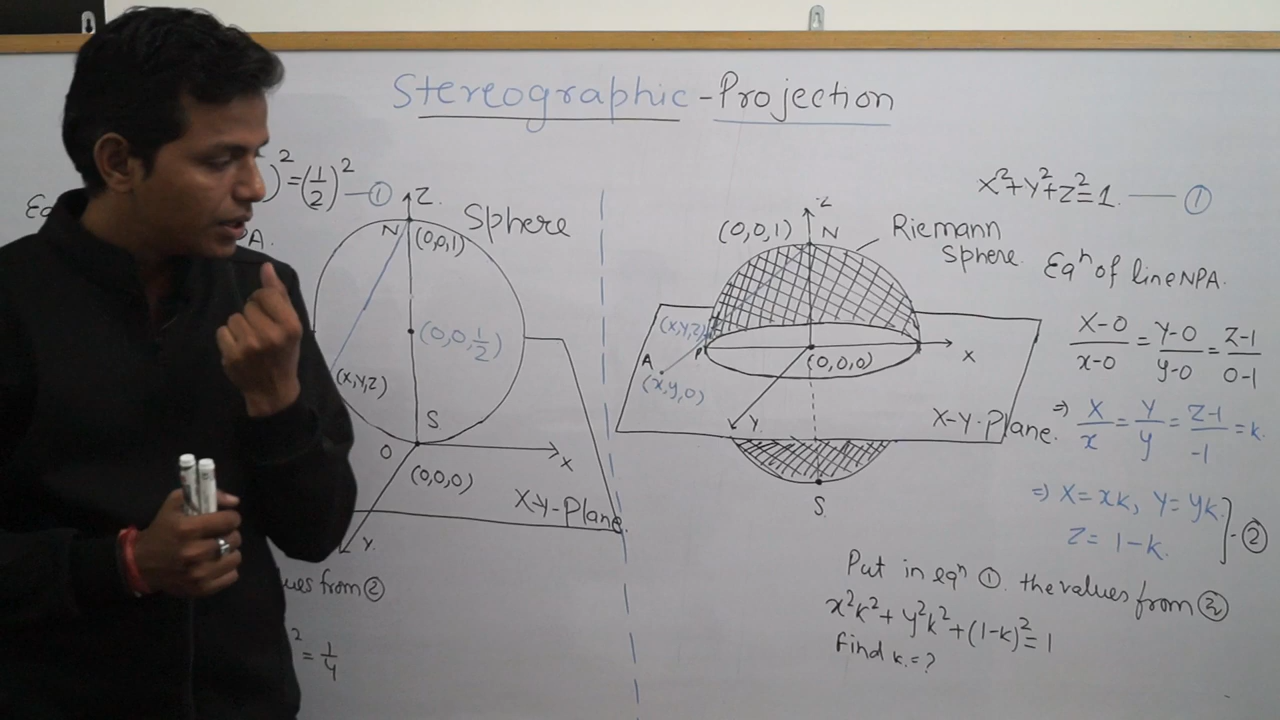 Stereographic - Projection
)²=(1/2)² — ①
Z
Sphere
N
(0,0,1)
A.
(0,0,1/2)
(X,Y,Z)
S
O
(0,0,0)
X
X-Y-Plane
Y.
ues from ②
² = 1/4
X²+Y²+Z²=1. — ①
Z
(0,0,1) N
Riemann
Sphere.
Eqⁿ of line NPA.
(X,Y,Z)
P
A
(x,y,0)
(0,0,0)
X
Y.
X-Y-Plane.
S
X-0/x-0 = Y-0/y-0 = Z-1/0-1
⇒ X/x = Y/y = Z-1/-1 = k.
⇒ X=xk, Y=yk.
Z= 1-k. ] - ②
Put in eqⁿ ①. the values from ②
x²k²+y²k²+(1-k)²=1
Find k.=?